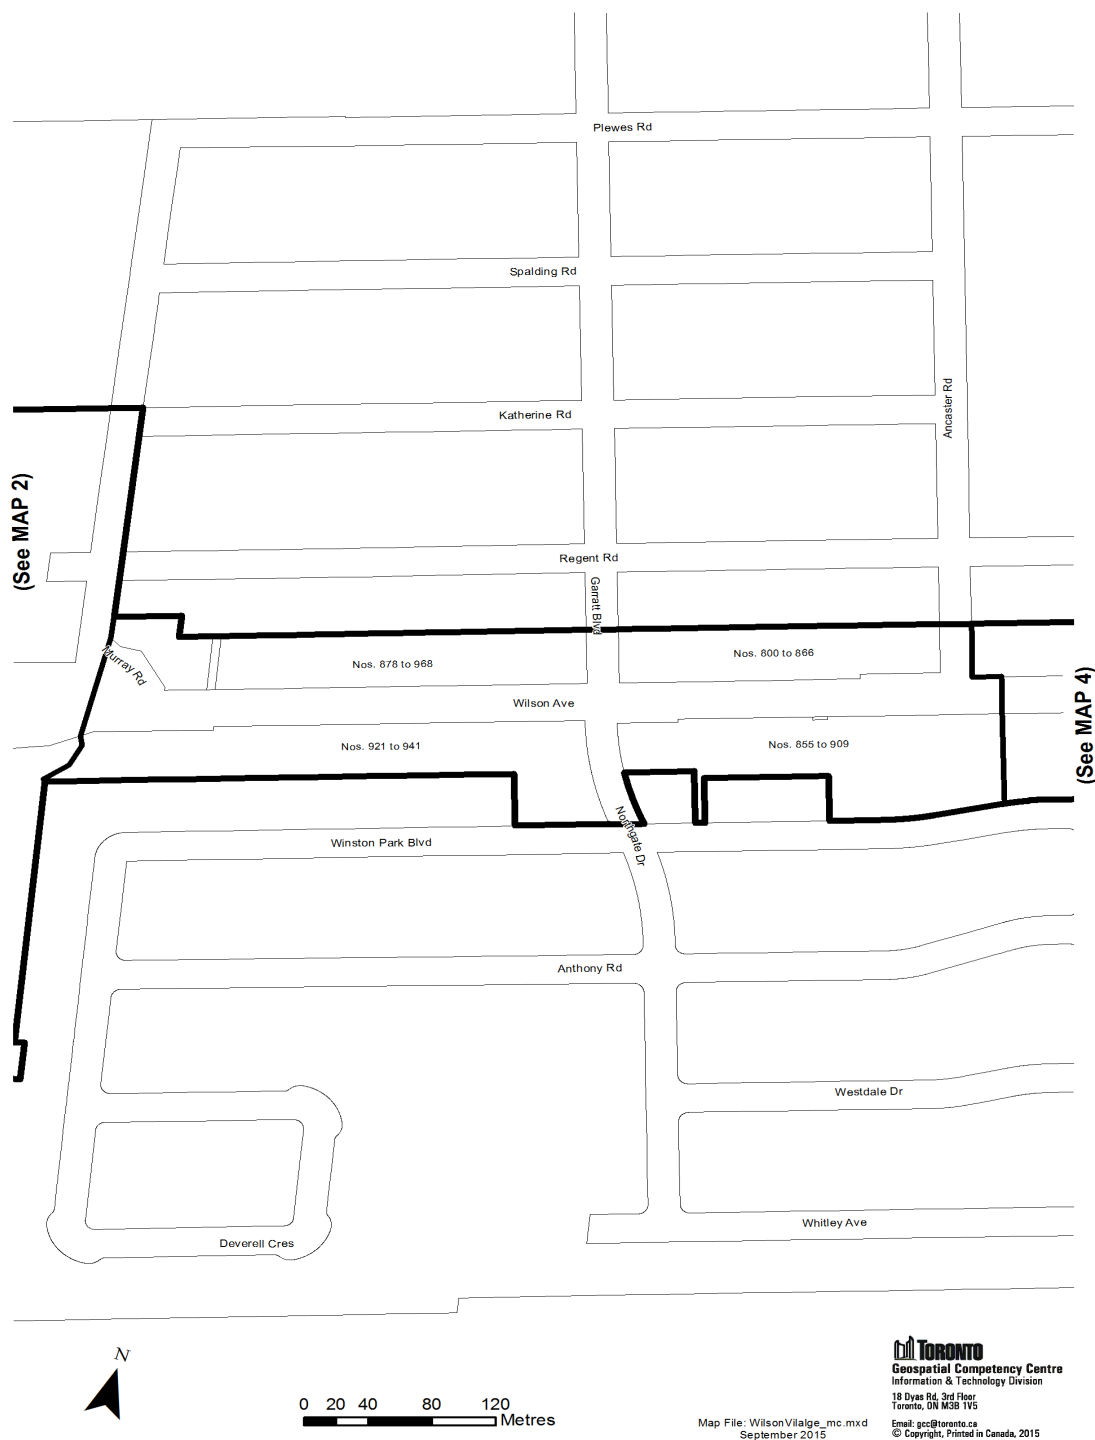 Plewes Rd
Spalding Rd
Ancaster Rd
Katherine Rd
(See MAP 2)
Regent Rd
Garratt Blvd
Murray Rd
Nos. 878 to 968
Nos. 800 to 866
(See MAP 4)
Wilson Ave
Nos. 921 to 941
Nos. 855 to 909
Northgate Dr
Winston Park Blvd
Anthony Rd
Westdale Dr
Whitley Ave
Deverell Cres
N
0 20 40 80 120
Metres
TORONTO
Geospatial Competency Centre
Information & Technology Division
18 Dyas Rd, 3rd Floor
Toronto, ON M3B 1V5
Email: gcc@toronto.ca
© Copyright, Printed in Canada, 2015
Map File: WilsonVilalge_mc.mxd
September 2015